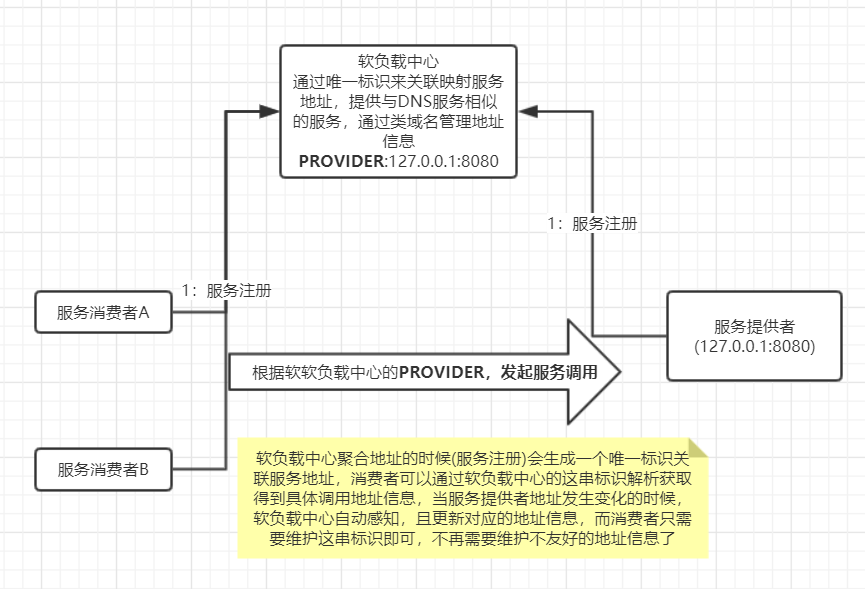 软负载中心
通过唯一标识来关联映射服务
地址，提供与DNS服务相似
的服务，通过类域名管理地址
信息
PROVIDER:127.0.0.1:8080
1：服务注册
1：服务注册
服务消费者A
服务提供者
(127.0.0.1:8080)
根据软软负载中心的PROVIDER，发起服务调用
服务消费者B
软负载中心聚合地址的时候(服务注册)会生成一个唯一标识关
联服务地址，消费者可以通过软负载中心的这串标识解析获取
得到具体调用地址信息，当服务提供者地址发生变化的时候，
软负载中心自动感知，且更新对应的地址信息，而消费者只需
要维护这串标识即可，不再需要维护不友好的地址信息了